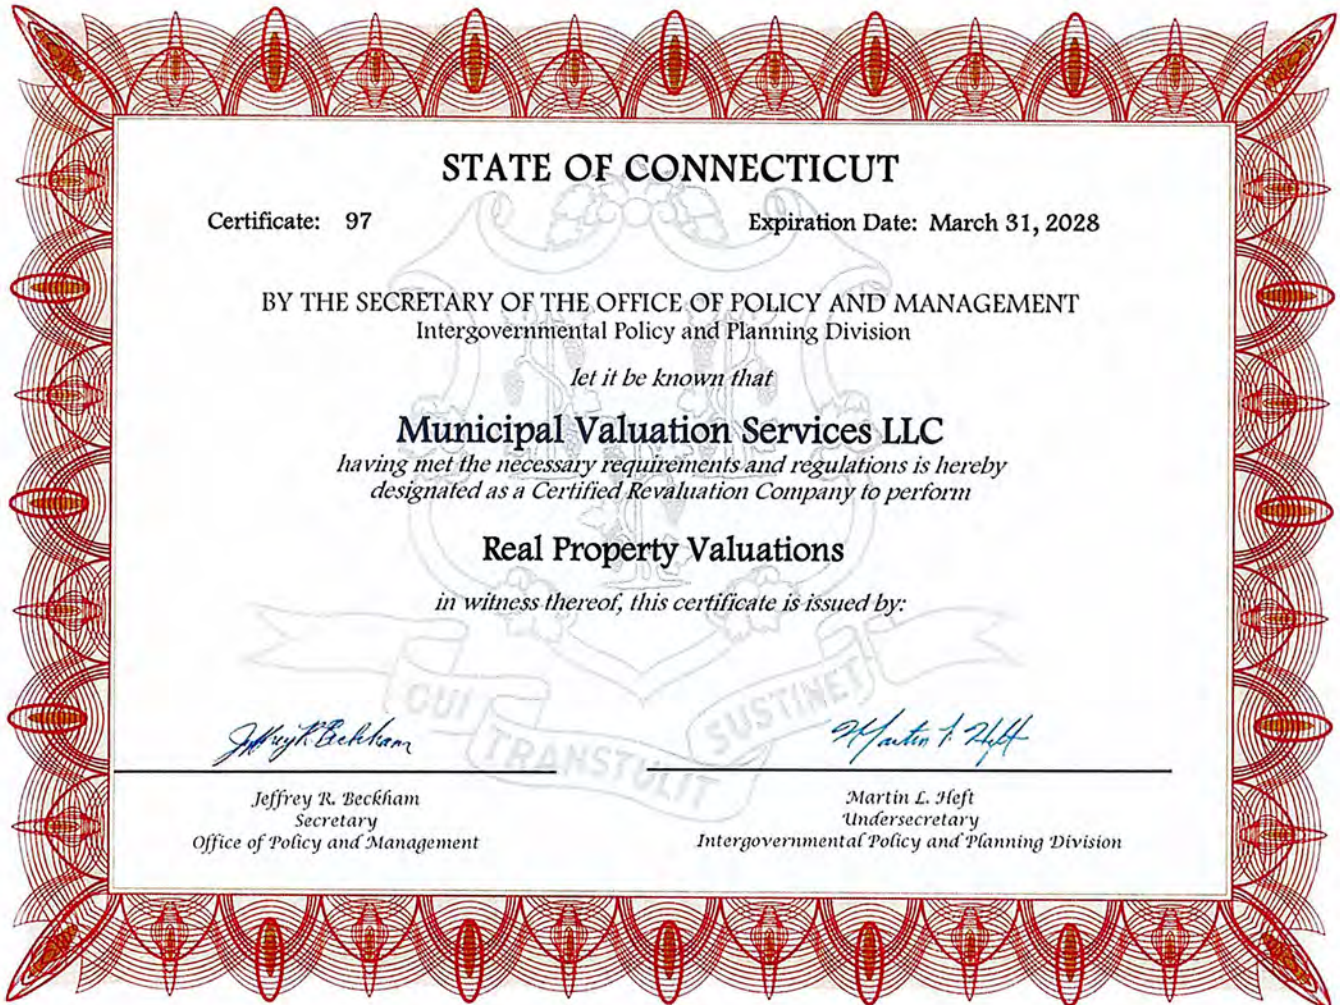 STATE OF CONNECTICUT
Certificate: 97 Expiration Date: March 31, 2028
BY THE SECRETARY OF THE OFFICE OF POLICY AND MANAGEMENT
Intergovernmental Policy and Planning Division
let it be known that
Municipal Valuation Services LLC
having met the necessary requirements and regulations is hereby
designated as a Certified Revaluation Company to perform
Real Property Valuations
in witness thereof, this certificate is issued by:
QUI TRANSTULIT SUSTINET
Jeffrey R. Beckham
Martin L. Heft
Jeffrey R. Beckham
Secretary
Office of Policy and Management
Martin L. Heft
Undersecretary
Intergovernmental Policy and Planning Division